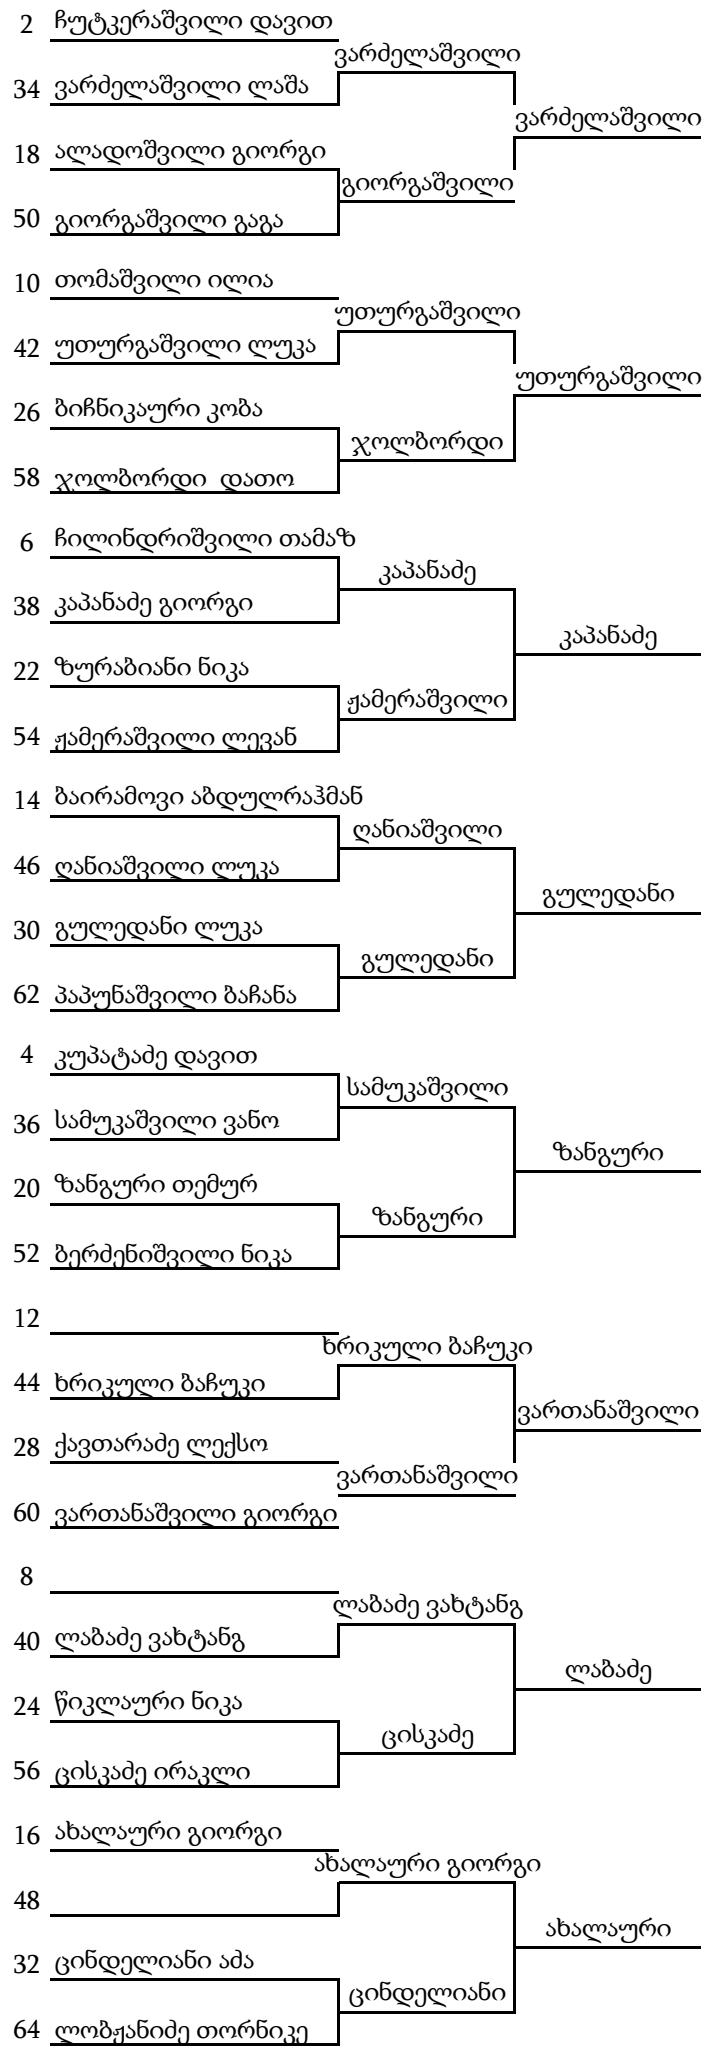 2 ჩუტკერაშვილი დავით
ვარძელაშვილი
34 ვარძელაშვილი ლაშა
ვარძელაშვილი
18 ალადოშვილი გიორგი
გიორგაშვილი
50 გიორგაშვილი გაგა
10 თომაშვილი ილია
უთურგაშვილი
42 უთურგაშვილი ლუკა
უთურგაშვილი
26 ბიჩნიკაური კობა
ჯოლბორდი
58 ჯოლბორდი დათო
6 ჩილინდრიშვილი თამაზ
კაპანაძე
38 კაპანაძე გიორგი
კაპანაძე
22 ზურაბიანი ნიკა
ჟამერაშვილი
54 ჟამერაშვილი ლევან
14 ბაირამოვი აბდულრაჰმან
ღანიაშვილი
46 ღანიაშვილი ლუკა
გულედანი
30 გულედანი ლუკა
გულედანი
62 პაპუნაშვილი ბაჩანა
4 კუპატაძე დავით
სამუკაშვილი
36 სამუკაშვილი ვანო
ზანგური
20 ზანგური თემურ
ზანგური
52 ბერძენიშვილი ნიკა
12
ხრიკული ბაჩუკი
44 ხრიკული ბაჩუკი
ვართანაშვილი
28 ქავთარაძე ლექსო
ვართანაშვილი
60 ვართანაშვილი გიორგი
8
ლაბაძე ვახტანგ
40 ლაბაძე ვახტანგ
ლაბაძე
24 წიკლაური ნიკა
ცისკაძე
56 ცისკაძე ირაკლი
16 ახალაური გიორგი
ახალაური გიორგი
48
ახალაური
32 ცინდელიანი აძა
ცინდელიანი
64 ლობჟანიძე თორნიკე